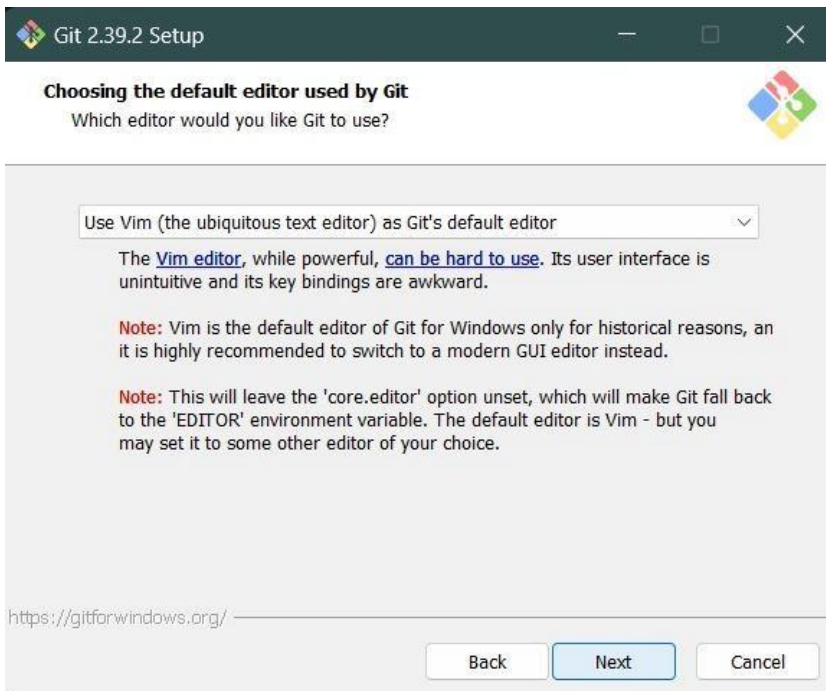 Git 2.39.2 Setup
Choosing the default editor used by Git
Which editor would you like Git to use?
Use Vim (the ubiquitous text editor) as Git's default editor
The Vim editor, while powerful, can be hard to use. Its user interface is
unintuitive and its key bindings are awkward.
Note: Vim is the default editor of Git for Windows only for historical reasons, an
it is highly recommended to switch to a modern GUI editor instead.
Note: This will leave the 'core.editor' option unset, which will make Git fall back
to the 'EDITOR' environment variable. The default editor is Vim - but you
may set it to some other editor of your choice.
https://gitforwindows.org/
Back Next Cancel